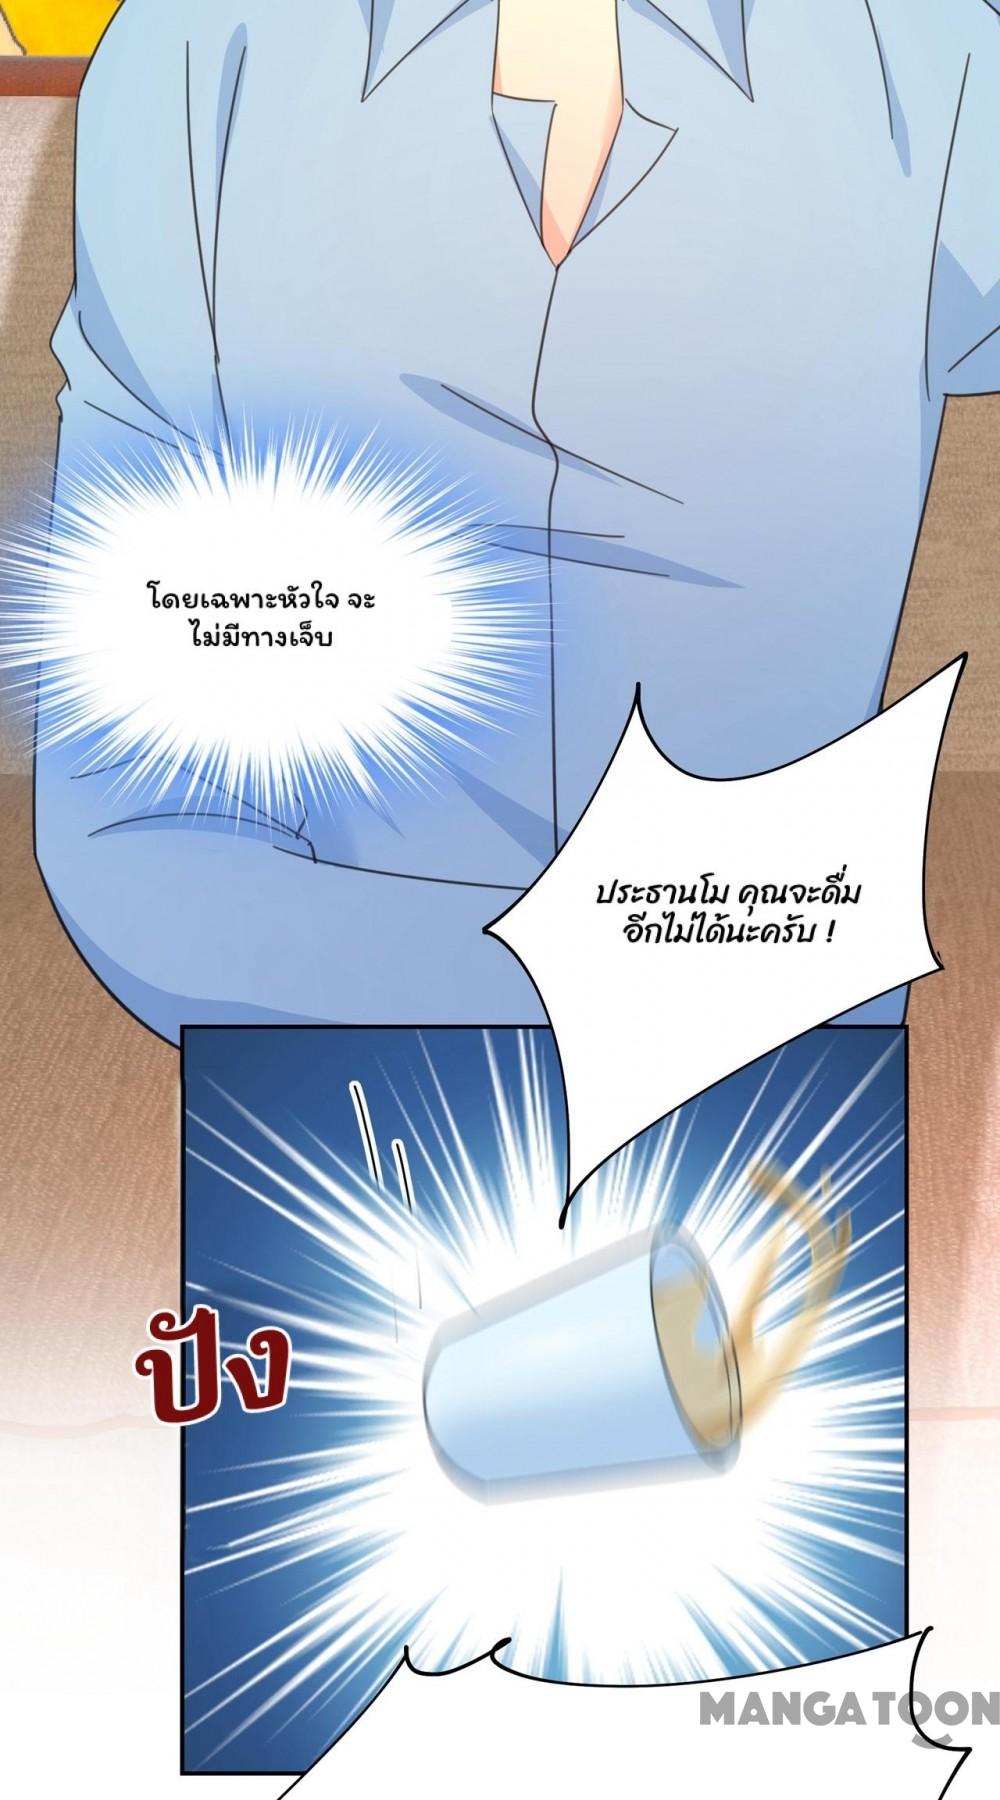 โดยเฉพาะหัวใจ จะ
ไม่มีทางเจ็บ
ประธานโม คุณจะดื่ม
อีกไม่ได้นะครับ !
ปัง
MANGATOON